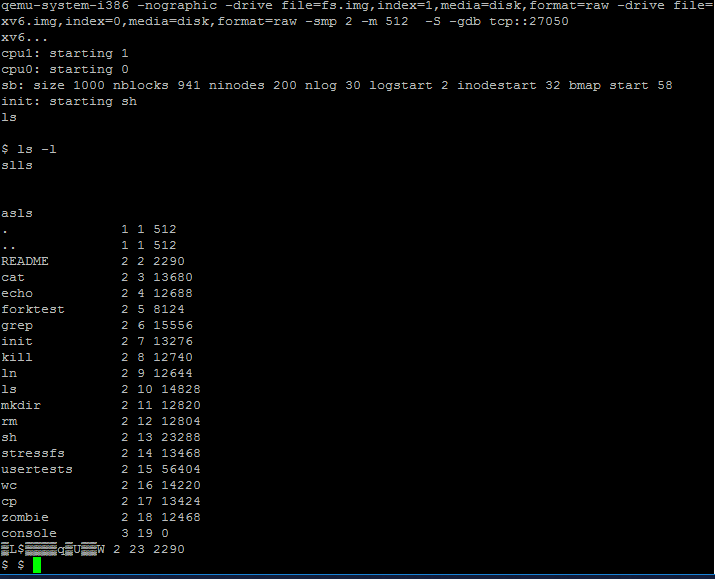 qemu-system-i386 -nographic -drive file=fs.img,index=1,media=disk,format=raw -drive file=
xv6.img,index=0,media=disk,format=raw -smp 2 -m 512  -S -gdb tcp::27050
xv6...
cpu1: starting 1
cpu0: starting 0
sb: size 1000 nblocks 941 ninodes 200 nlog 30 logstart 2 inodestart 32 bmap start 58
init: starting sh
ls
$ ls -l
slls
asls
.              1 1 512
..             1 1 512
README         2 2 2290
cat            2 3 13680
echo           2 4 12688
forktest       2 5 8124
grep           2 6 15556
init           2 7 13276
kill           2 8 12740
ln             2 9 12644
ls             2 10 14828
mkdir          2 11 12820
rm             2 12 12804
sh             2 13 23288
stressfs       2 14 13468
usertests      2 15 56404
wc             2 16 14220
cp             2 17 13424
zombie         2 18 12468
console        3 19 0
▒L$▒▒▒▒q▒U▒▒W 2 23 2290
$ $